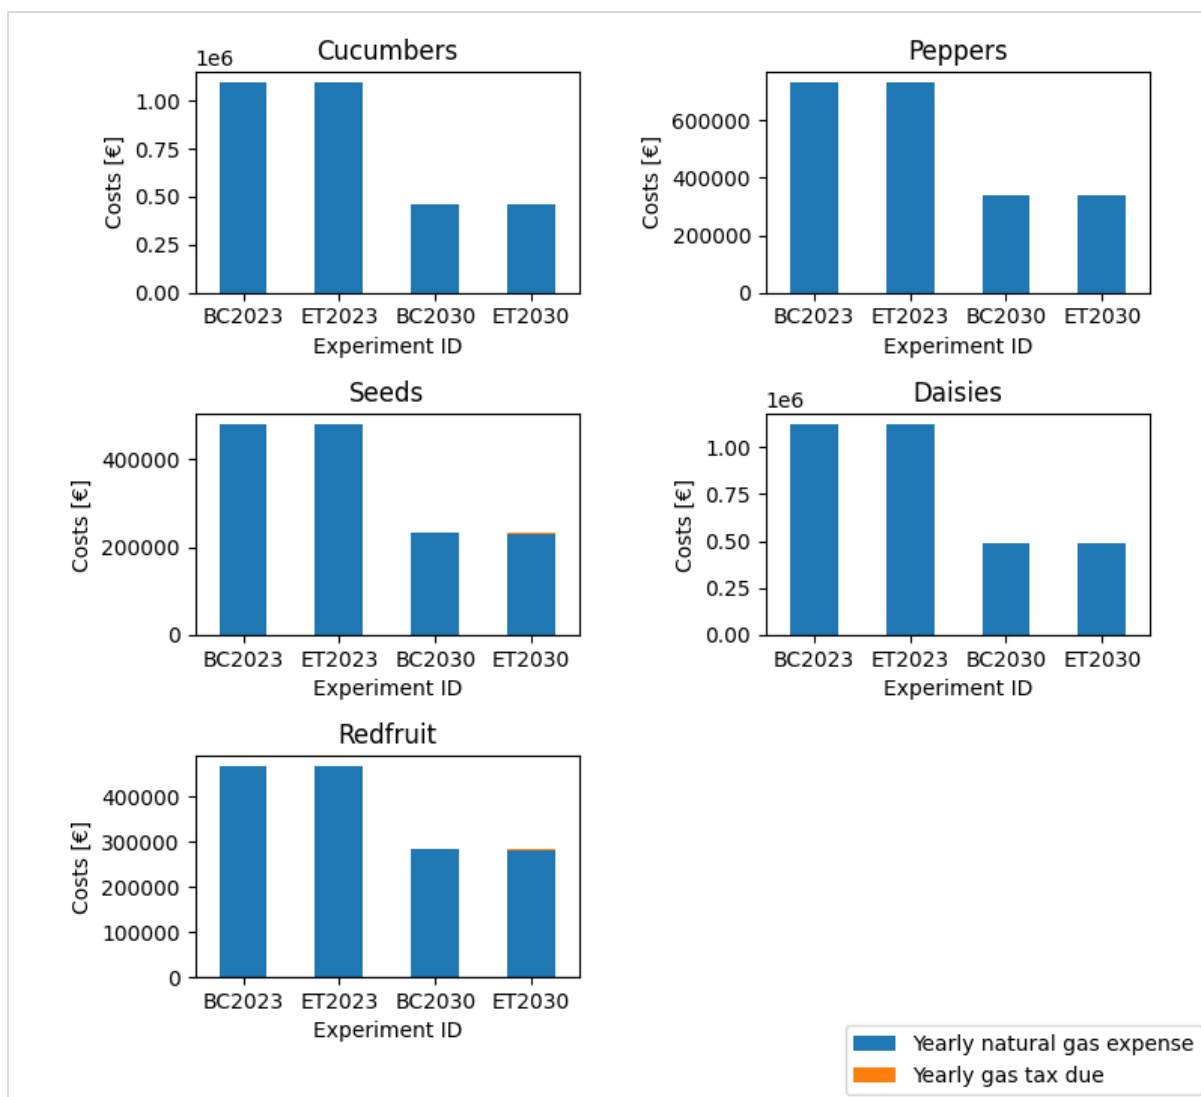 Cucumbers
1e6
1.00
0.75
0.50
0.25
0.00
Costs [€]
BC2023 ET2023 BC2030 ET2030
Experiment ID
Peppers
600000
400000
200000
0
Costs [€]
BC2023 ET2023 BC2030 ET2030
Experiment ID
Seeds
400000
200000
0
Costs [€]
BC2023 ET2023 BC2030 ET2030
Experiment ID
Daisies
1e6
1.00
0.75
0.50
0.25
0.00
Costs [€]
BC2023 ET2023 BC2030 ET2030
Experiment ID
Redfruit
400000
300000
200000
100000
0
Costs [€]
BC2023 ET2023 BC2030 ET2030
Experiment ID
Yearly natural gas expense
Yearly gas tax due